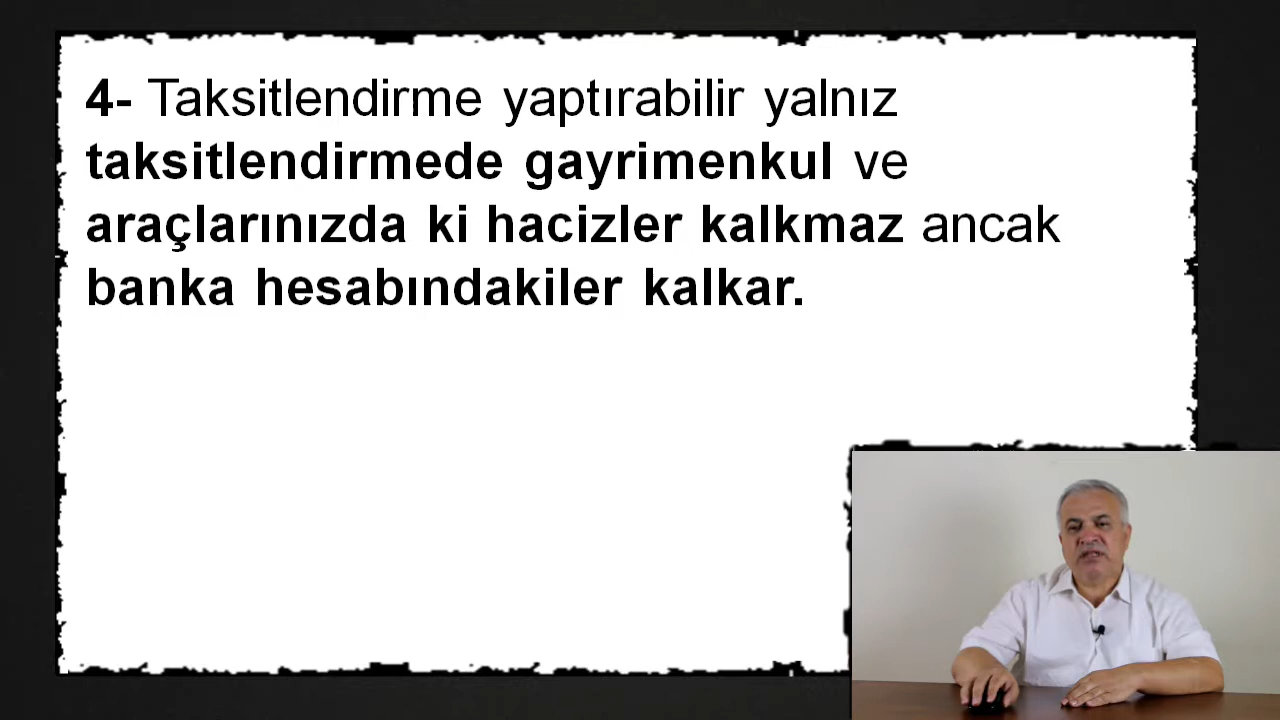 4- Taksitlendirme yaptırabilir yalnız
taksitlendirmede gayrimenkul ve
araçlarınızda ki hacizler kalkmaz ancak
banka hesabındakiler kalkar.